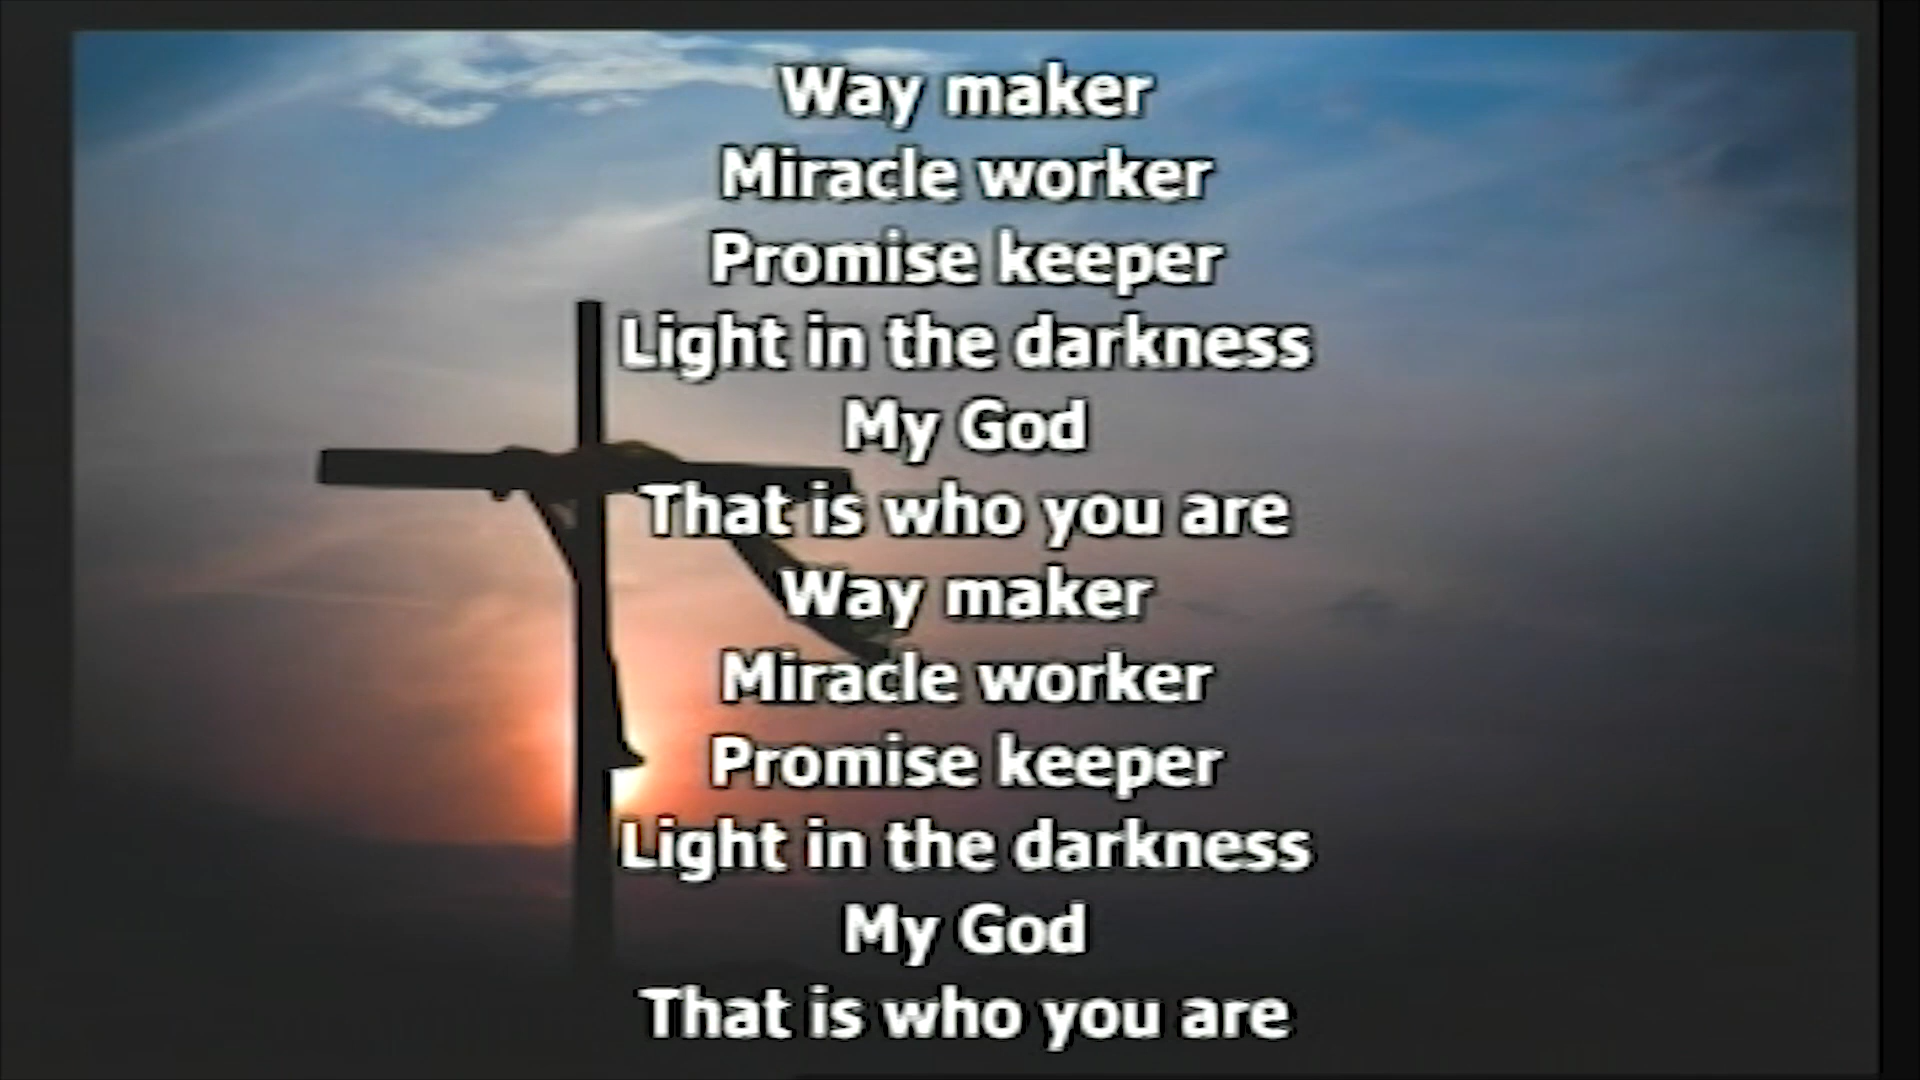 Way maker
Miracle worker
Promise keeper
Light in the darkness
My God
That is who you are
Way maker
Miracle worker
Promise keeper
Light in the darkness
My God
That is who you are